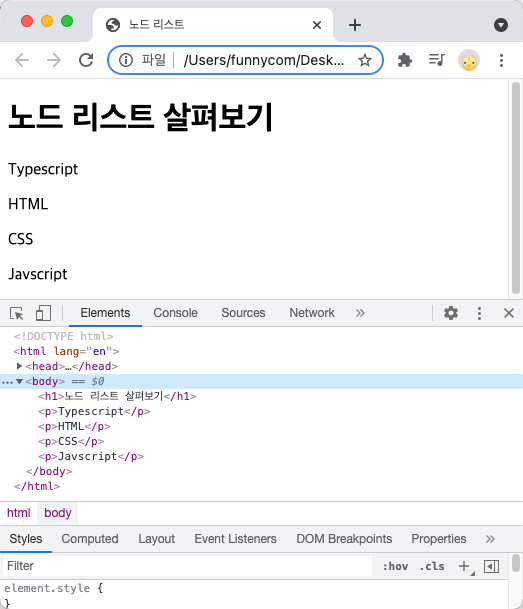 노드 리스트
파일 /Users/funnycom/Desk...
노드 리스트 살펴보기
Typescript
HTML
CSS
Javscript
Elements Console Sources Network »
<!DOCTYPE html>
<html lang="en">
<head>…</head>
<body> == $0
<h1>노드 리스트 살펴보기</h1>
<p>Typescript</p>
<p>HTML</p>
<p>CSS</p>
<p>Javscript</p>
</body>
</html>
html body
Styles Computed Layout Event Listeners DOM Breakpoints Properties »
Filter :hov .cls
element.style {
}